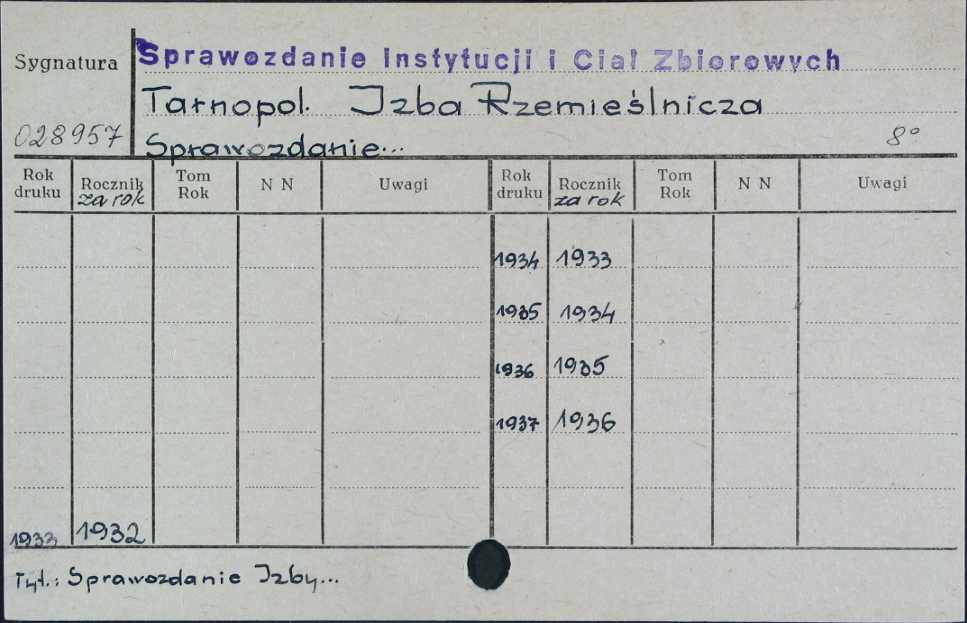 Sygnatura
Sprawozdanie Instytucji i Ciał Zbiorowych
Tarnopol. Izba Rzemieślnicza
028957
Sprawozdanie... 8°
Rok druku Rocznik za rok Tom Rok N N Uwagi Rok druku Rocznik za rok Tom Rok N N Uwagi
1934 1933
1935 1934
1936 1935
1937 1936
1933 1932
Tyt.: Sprawozdanie Izby...